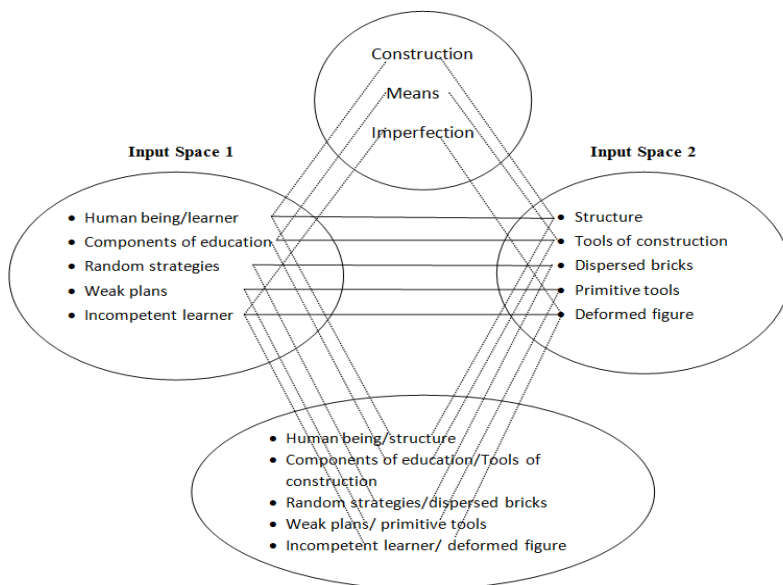 Construction
Means
Imperfection
Input Space 1
Input Space 2
• Human being/learner
• Components of education
• Random strategies
• Weak plans
• Incompetent learner
• Structure
• Tools of construction
• Dispersed bricks
• Primitive tools
• Deformed figure
• Human being/structure
• Components of education/Tools of
construction
• Random strategies/dispersed bricks
• Weak plans/ primitive tools
• Incompetent learner/ deformed figure